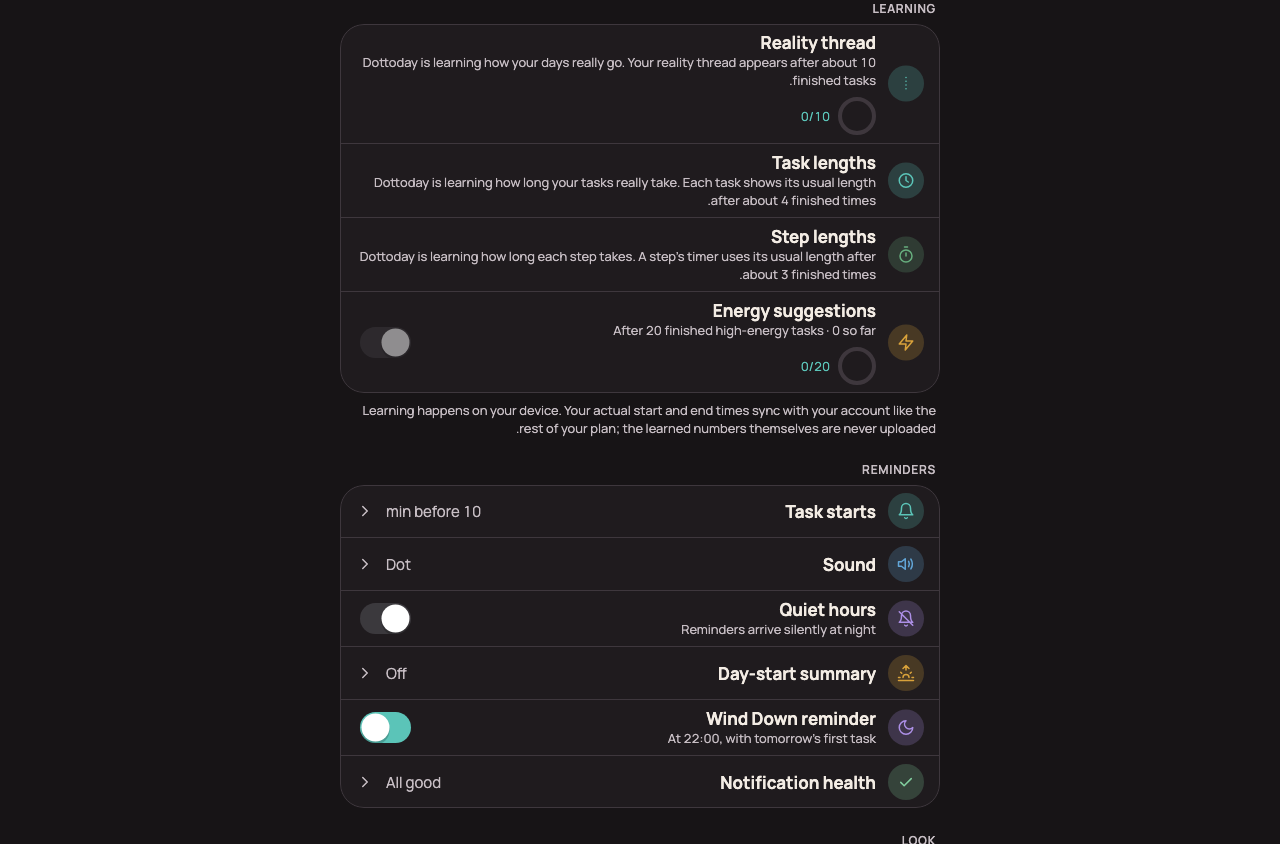 LEARNING
Reality thread
Dottoday is learning how your days really go. Your reality thread appears after about 10
.finished tasks
0/10
Task lengths
Dottoday is learning how long your tasks really take. Each task shows its usual length
.after about 4 finished times
Step lengths
Dottoday is learning how long each step takes. A step's timer uses its usual length after
.about 3 finished times
Energy suggestions
After 20 finished high-energy tasks · 0 so far
0/20
Learning happens on your device. Your actual start and end times sync with your account like the
.rest of your plan; the learned numbers themselves are never uploaded
REMINDERS
Task starts
min before 10
Sound
Dot
Quiet hours
Reminders arrive silently at night
Day-start summary
Off
Wind Down reminder
At 22:00, with tomorrow's first task
Notification health
All good
LOOK